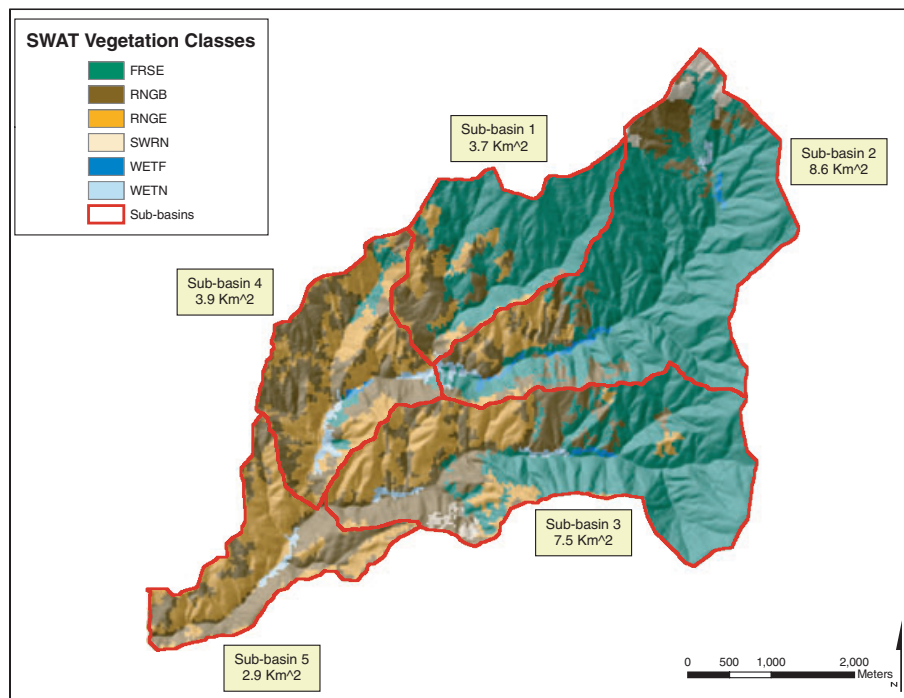 SWAT Vegetation Classes
FRSE
RNGB
RNGE
SWRN
WETF
WETN
Sub-basins
Sub-basin 1
3.7 Km^2
Sub-basin 2
8.6 Km^2
Sub-basin 4
3.9 Km^2
Sub-basin 3
7.5 Km^2
Sub-basin 5
2.9 Km^2
0 500 1,000 2,000
Meters
N